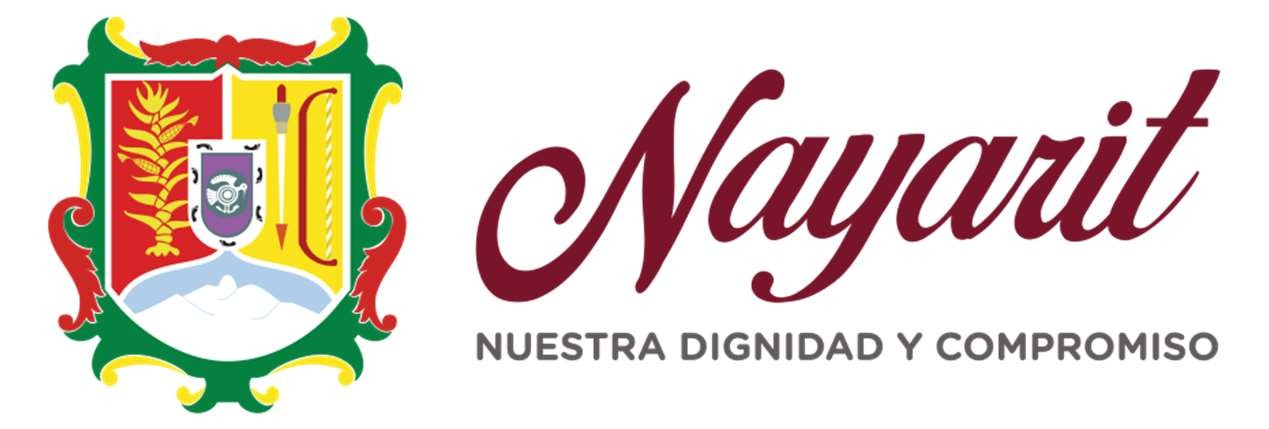 Nayarit
NUESTRA DIGNIDAD Y COMPROMISO